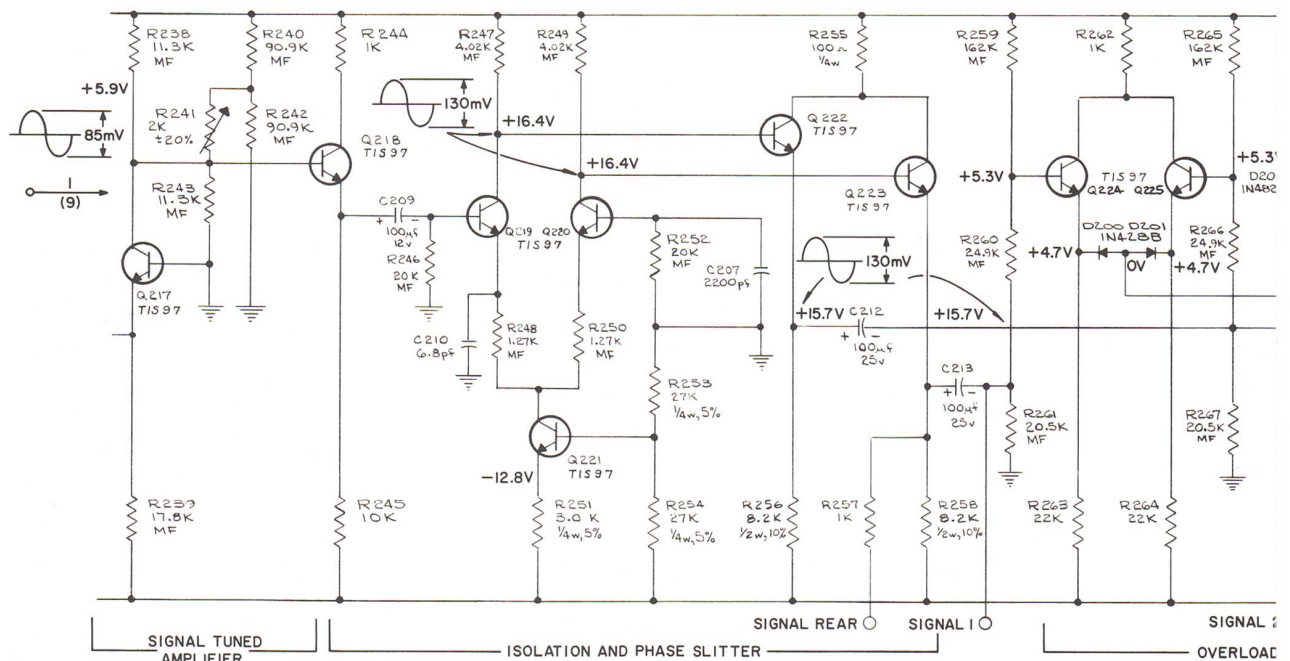 R238
11.3K
MF
R240
90.9K
MF
R244
1K
R247
4.02K
MF
R249
4.02K
MF
R255
100Ω
1/4W
R259
162K
MF
R262
1K
R265
162K
MF
+5.9V
85mV
R241
2K
±20%
R242
90.9K
MF
130mV
+16.4V
+16.4V
Q218
TIS97
Q222
TIS97
Q223
TIS97
+5.3V
TIS97
Q224 Q225
+5.3V
D20
1N482
1
(9)
R243
11.3K
MF
C209
+ −
100µf
12V
R246
20K
MF
Q219 Q220
TIS97
R252
20K
MF
C207
2200pf
130mV
R260
24.9K
MF
D200 D201
1N428B
+4.7V
0V
+4.7V
R266
24.9K
MF
Q217
TIS97
C210
6.8pf
R248
1.27K
MF
R250
1.27K
MF
+15.7V
C212
+ −
100µf
25V
+15.7V
R253
27K
1/4W,5%
C213
+ −
100µf
25V
R261
20.5K
MF
R267
20.5K
MF
Q221
TIS97
−12.8V
R239
17.8K
MF
R245
10K
R251
3.0 K
1/4W,5%
R254
27K
1/4W,5%
R256
8.2K
1/2W,10%
R257
1K
R258
8.2K
1/2W,10%
R263
22K
R264
22K
SIGNAL REAR
SIGNAL 1
SIGNAL 2
SIGNAL TUNED
AMPLIFIER
ISOLATION AND PHASE SLITTER
OVERLOAD